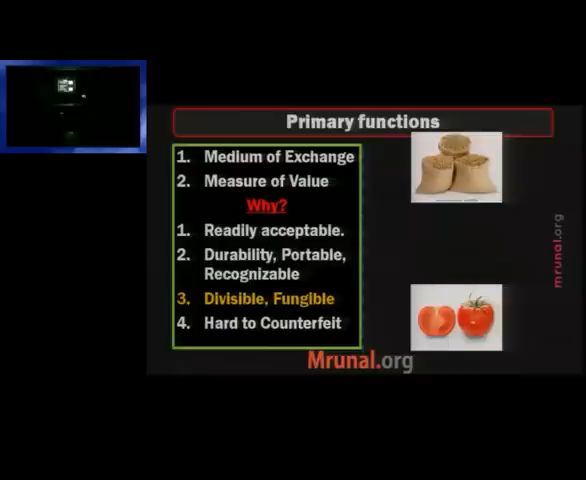 Primary functions
1. Medium of Exchange
2. Measure of Value
Why?
1. Readily acceptable.
2. Durability, Portable,
Recognizable
3. Divisible, Fungible
4. Hard to Counterfeit
mrunal.org
Mrunal.org